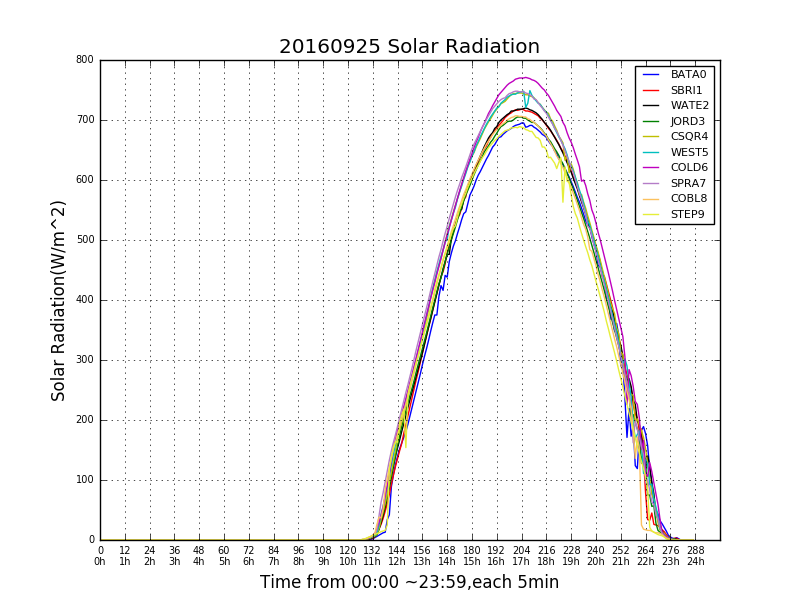 20160925 Solar Radiation
Solar Radiation(W/m^2)
800
700
600
500
400
300
200
100
0
BATA0
SBRI1
WATE2
JORD3
CSQR4
WEST5
COLD6
SPRA7
COBL8
STEP9
0 12 24 36 48 60 72 84 96 108 120 132 144 156 168 180 192 204 216 228 240 252 264 276 288
0h 1h 2h 3h 4h 5h 6h 7h 8h 9h 10h 11h 12h 13h 14h 15h 16h 17h 18h 19h 20h 21h 22h 23h 24h
Time from 00:00 ~23:59,each 5min